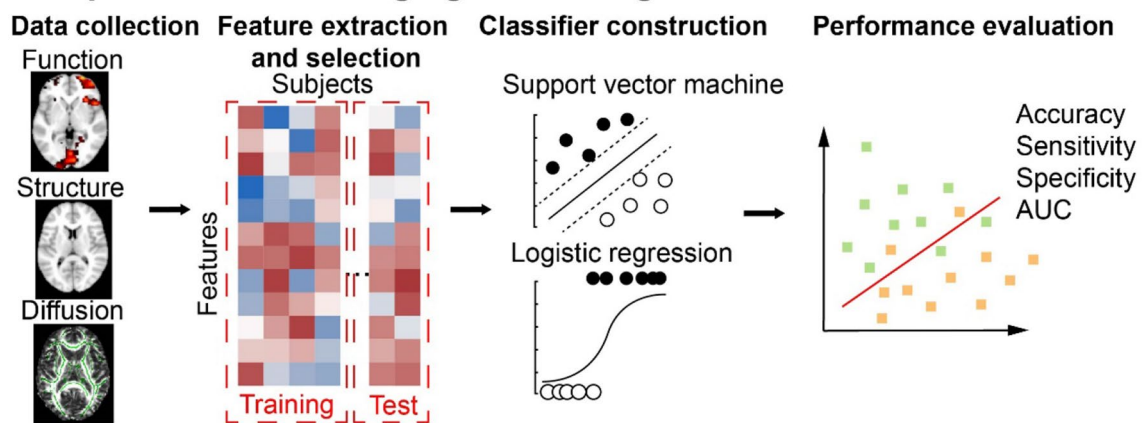 Data collection
Function
Structure
Diffusion
Feature extraction
and selection
Subjects
Features
Training
Test
Classifier construction
Support vector machine
Logistic regression
Performance evaluation
Accuracy
Sensitivity
Specificity
AUC